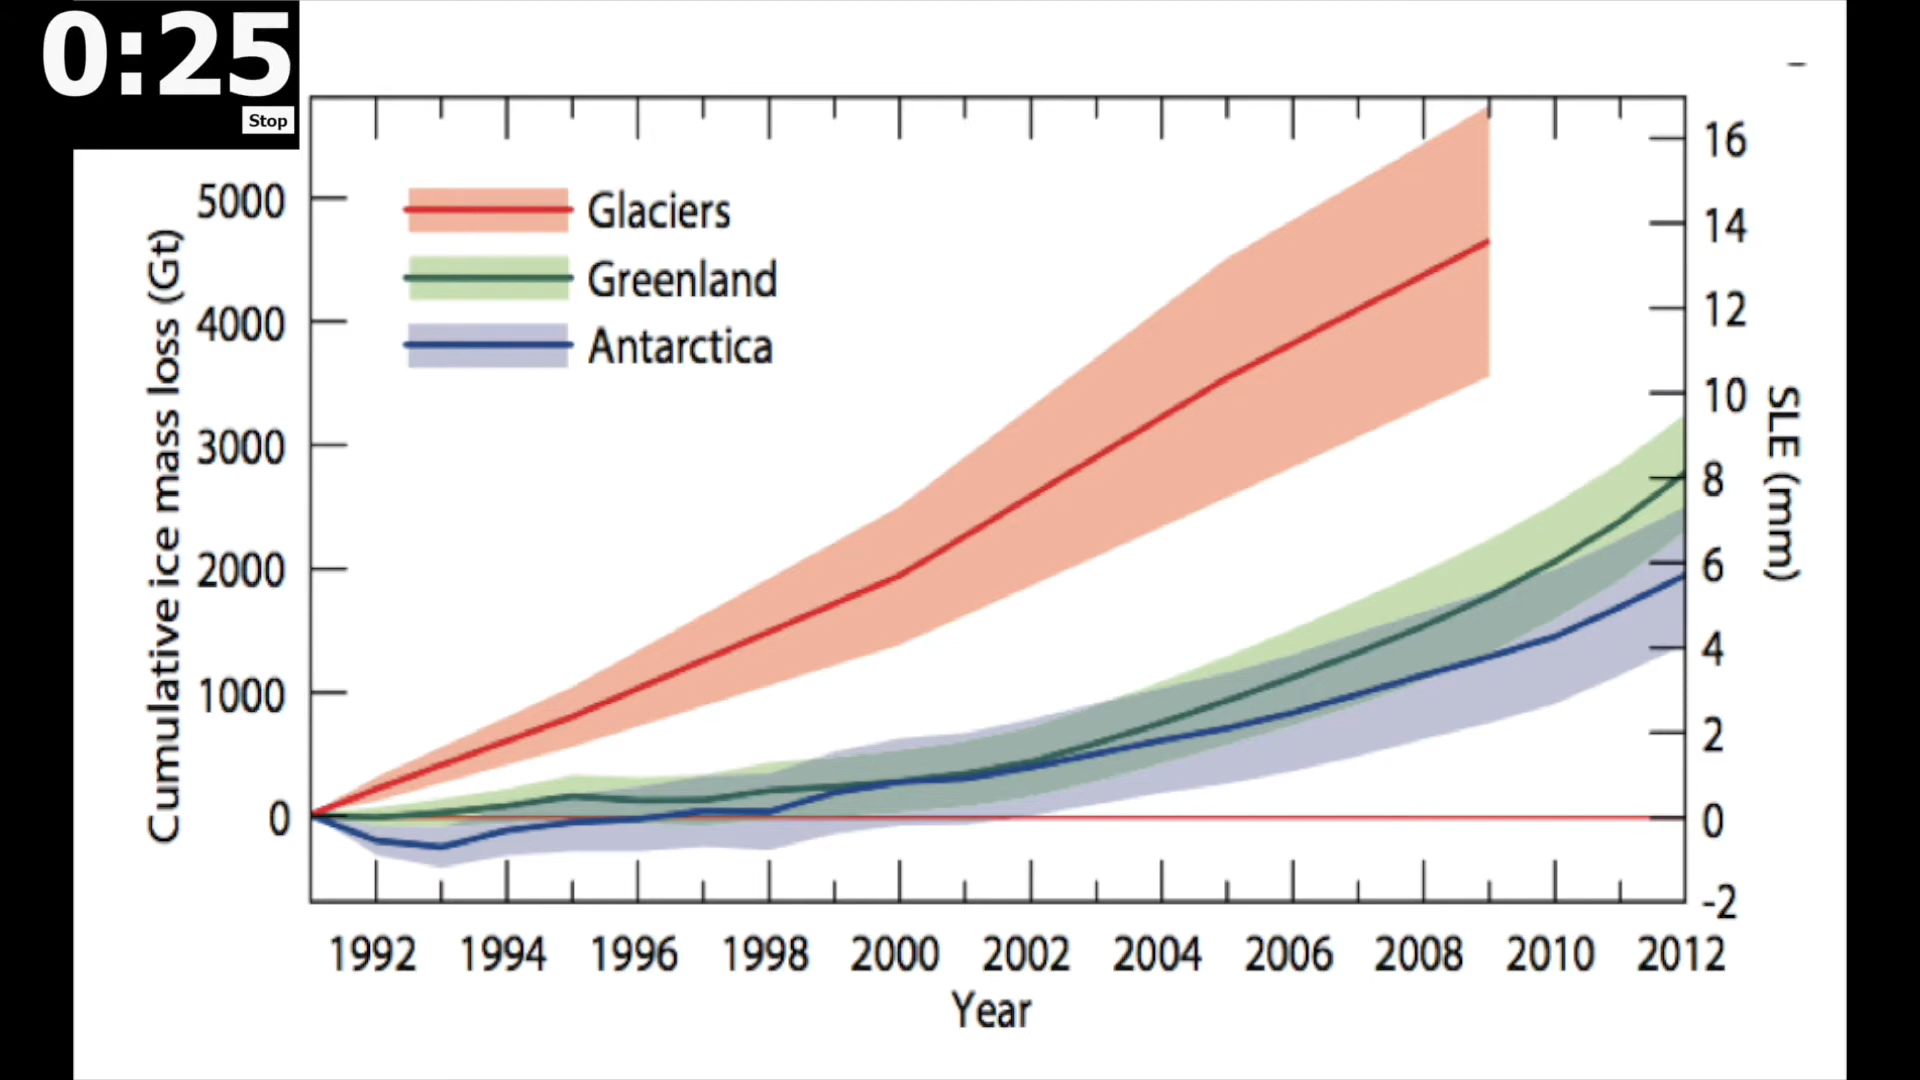 0:25
Stop
Cumulative ice mass loss (Gt)
5000
4000
3000
2000
1000
0
Glaciers
Greenland
Antarctica
16
14
12
10
8
6
4
2
0
-2
SLE (mm)
1992 1994 1996 1998 2000 2002 2004 2006 2008 2010 2012
Year